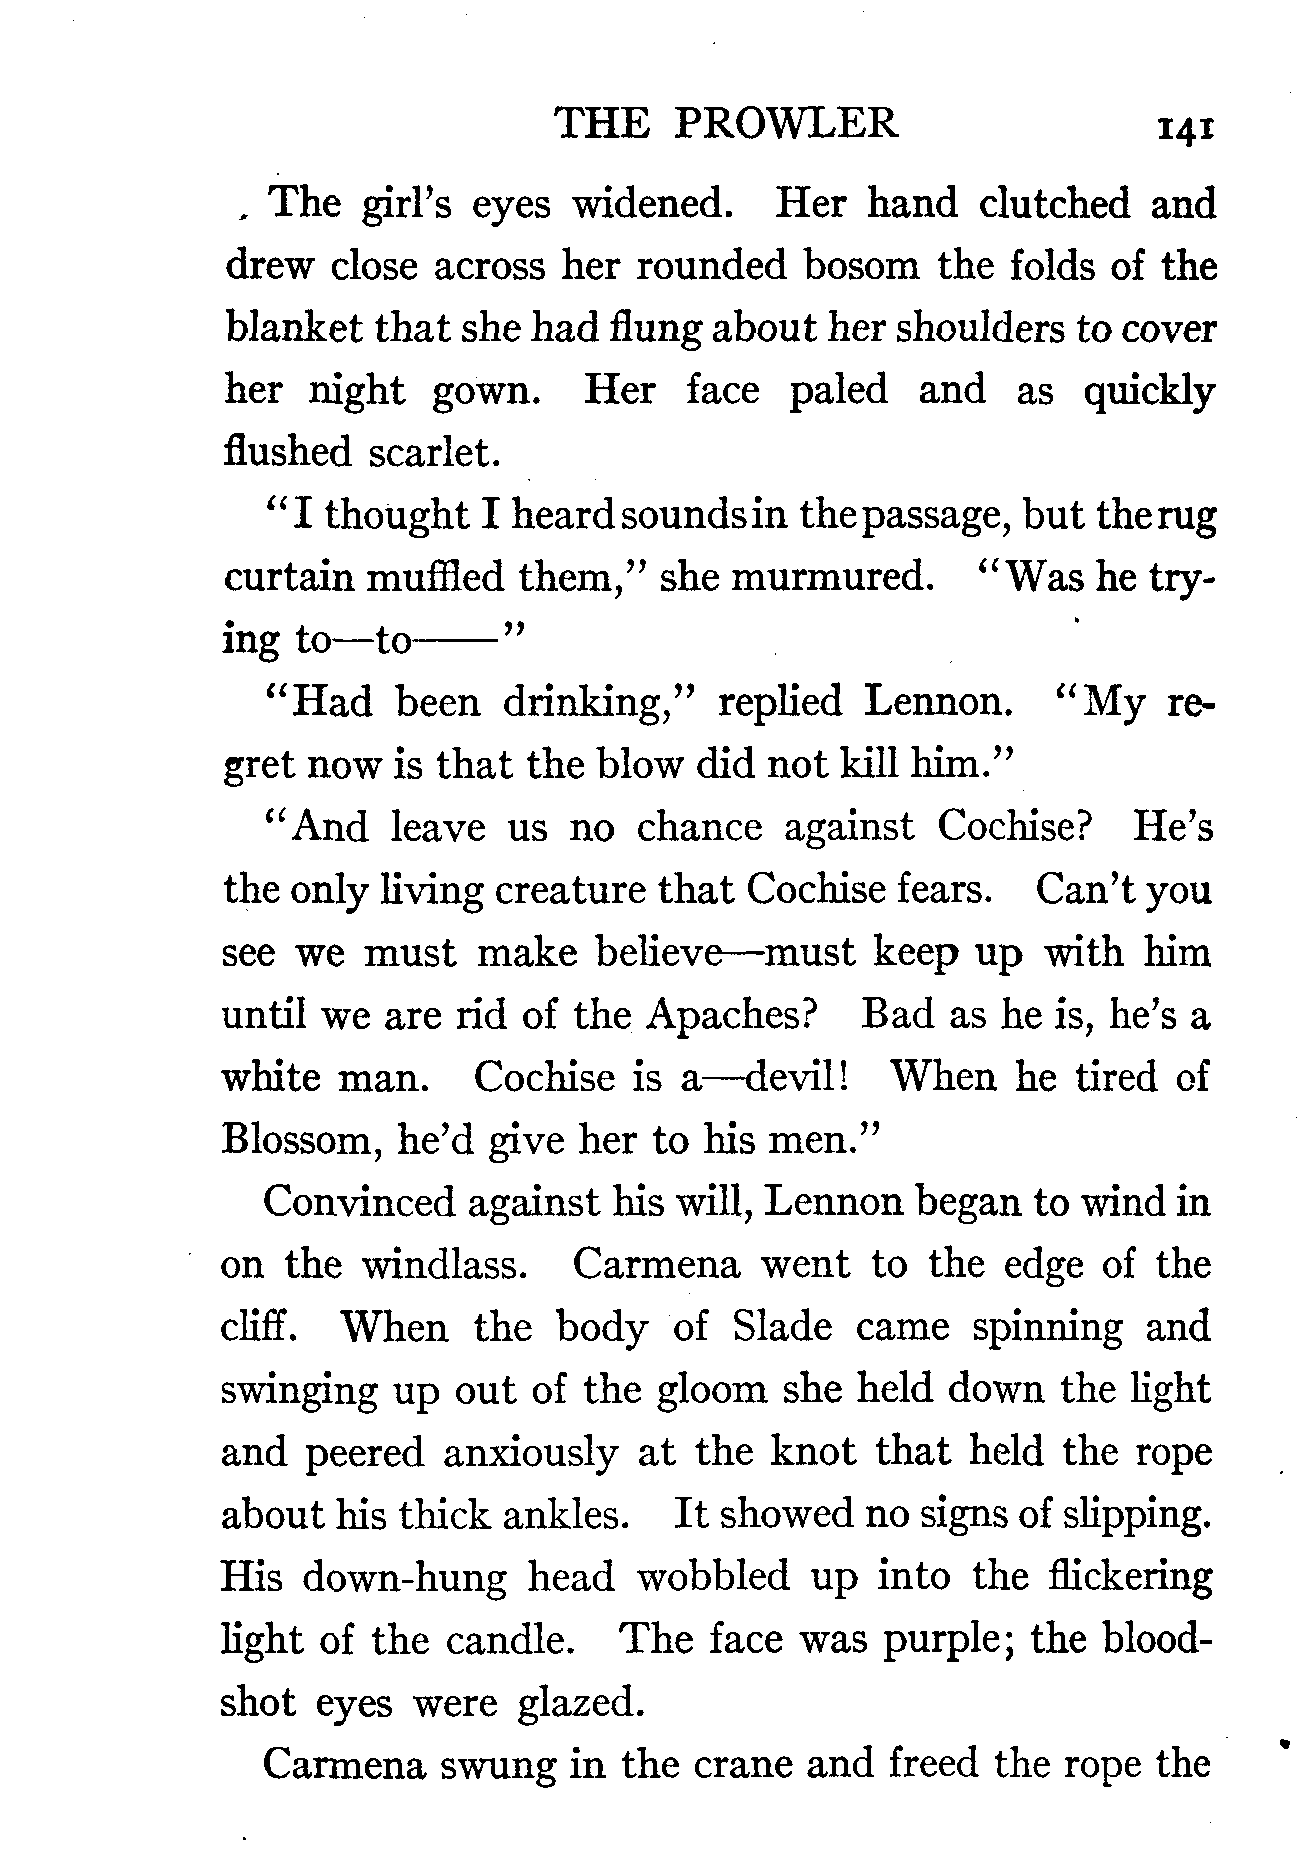 THE PROWLER 141
The girl's eyes widened. Her hand clutched and
drew close across her rounded bosom the folds of the
blanket that she had flung about her shoulders to cover
her night gown. Her face paled and as quickly
flushed scarlet.
"I thought I heard sounds in the passage, but the rug
curtain muffled them," she murmured. "Was he try-
ing to—to——"
"Had been drinking," replied Lennon. "My re-
gret now is that the blow did not kill him."
"And leave us no chance against Cochise? He's
the only living creature that Cochise fears. Can't you
see we must make believe—must keep up with him
until we are rid of the Apaches? Bad as he is, he's a
white man. Cochise is a—devil! When he tired of
Blossom, he'd give her to his men."
Convinced against his will, Lennon began to wind in
on the windlass. Carmena went to the edge of the
cliff. When the body of Slade came spinning and
swinging up out of the gloom she held down the light
and peered anxiously at the knot that held the rope
about his thick ankles. It showed no signs of slipping.
His down-hung head wobbled up into the flickering
light of the candle. The face was purple; the blood-
shot eyes were glazed.
Carmena swung in the crane and freed the rope the